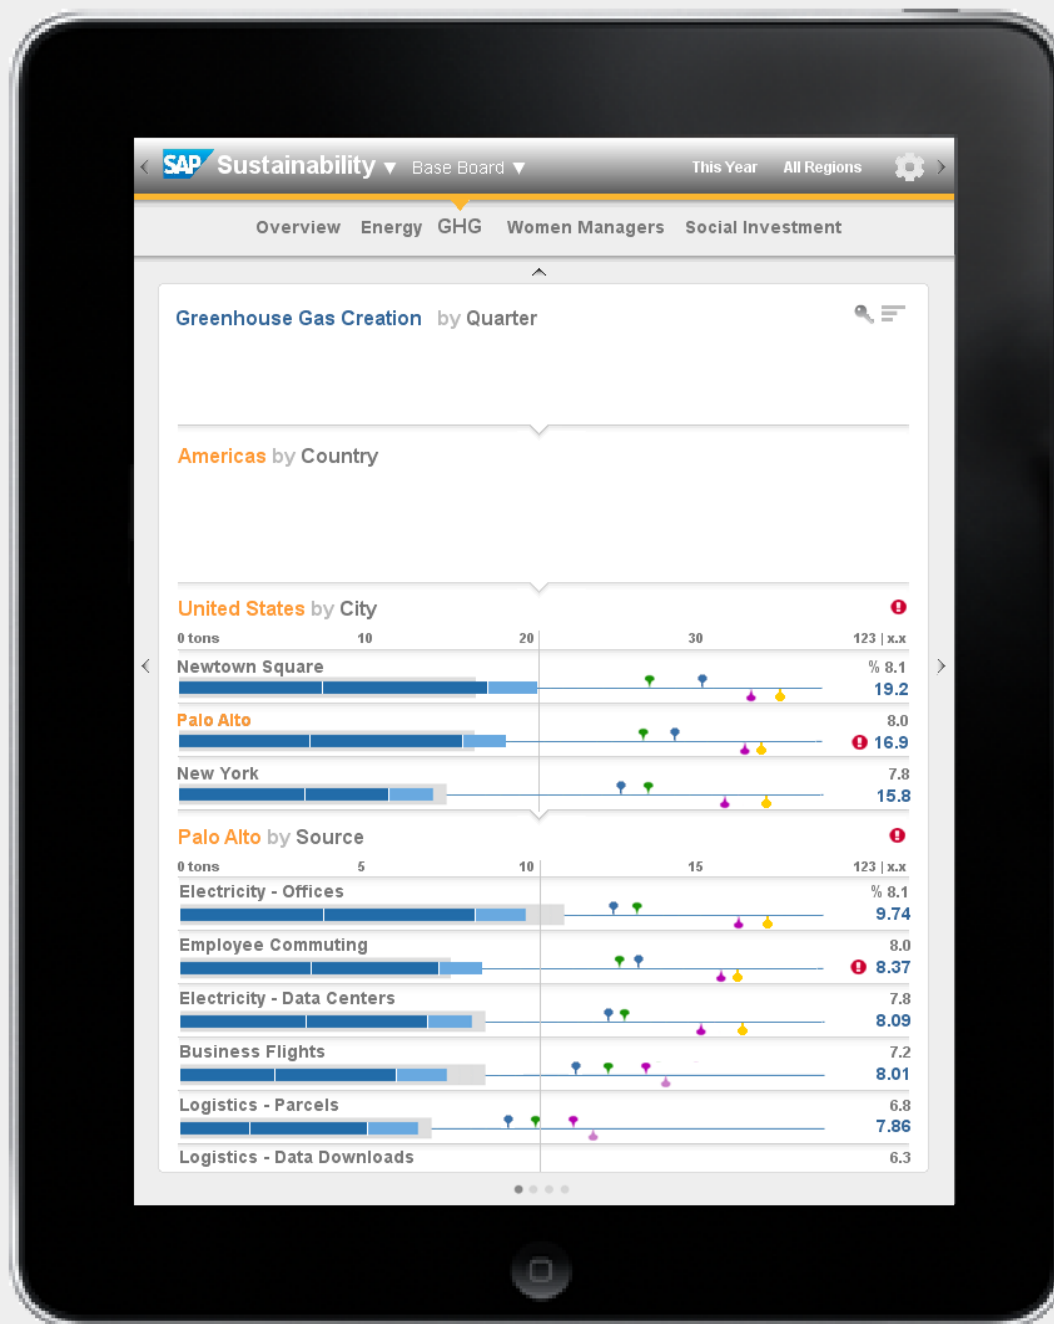 SAP Sustainability ▼ Base Board ▼ This Year All Regions
Overview Energy GHG Women Managers Social Investment
Greenhouse Gas Creation by Quarter
Americas by Country
United States by City
0 tons 10 20 30 123 | x.x
Newtown Square % 8.1
19.2
Palo Alto 8.0
16.9
New York 7.8
15.8
Palo Alto by Source
0 tons 5 10 15 123 | x.x
Electricity - Offices % 8.1
9.74
Employee Commuting 8.0
8.37
Electricity - Data Centers 7.8
8.09
Business Flights 7.2
8.01
Logistics - Parcels 6.8
7.86
Logistics - Data Downloads 6.3